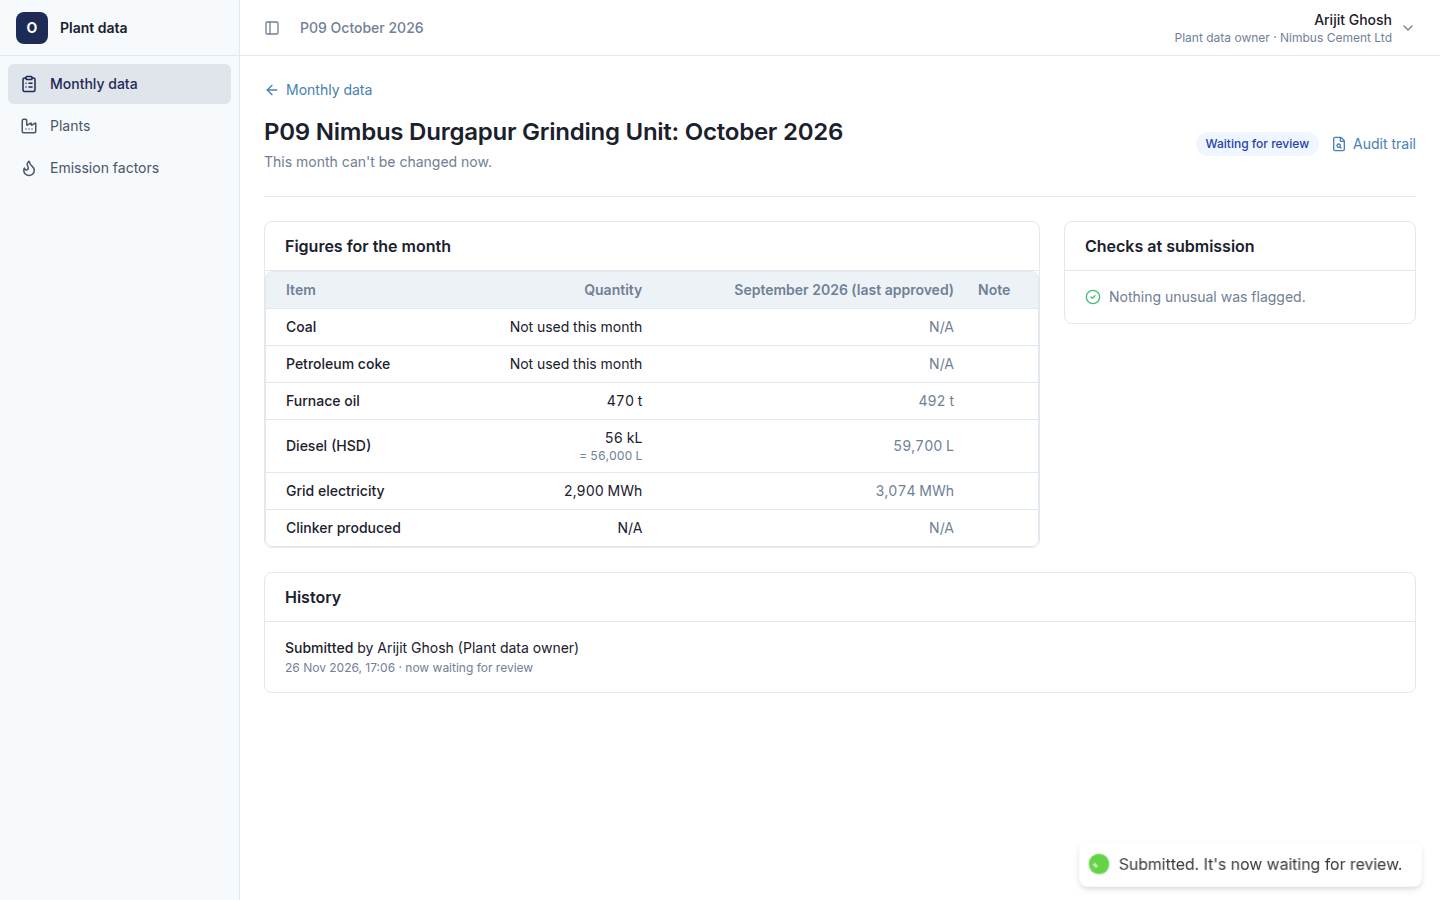 O
Plant data
P09 October 2026
Arijit Ghosh
Plant data owner · Nimbus Cement Ltd
Monthly data
Plants
Emission factors
Monthly data
P09 Nimbus Durgapur Grinding Unit: October 2026
This month can't be changed now.
Waiting for review
Audit trail
Figures for the month
Item Quantity September 2026 (last approved) Note
Coal Not used this month N/A
Petroleum coke Not used this month N/A
Furnace oil 470 t 492 t
Diesel (HSD) 56 kL 59,700 L
= 56,000 L
Grid electricity 2,900 MWh 3,074 MWh
Clinker produced N/A N/A
Checks at submission
Nothing unusual was flagged.
History
Submitted by Arijit Ghosh (Plant data owner)
26 Nov 2026, 17:06 · now waiting for review
Submitted. It's now waiting for review.